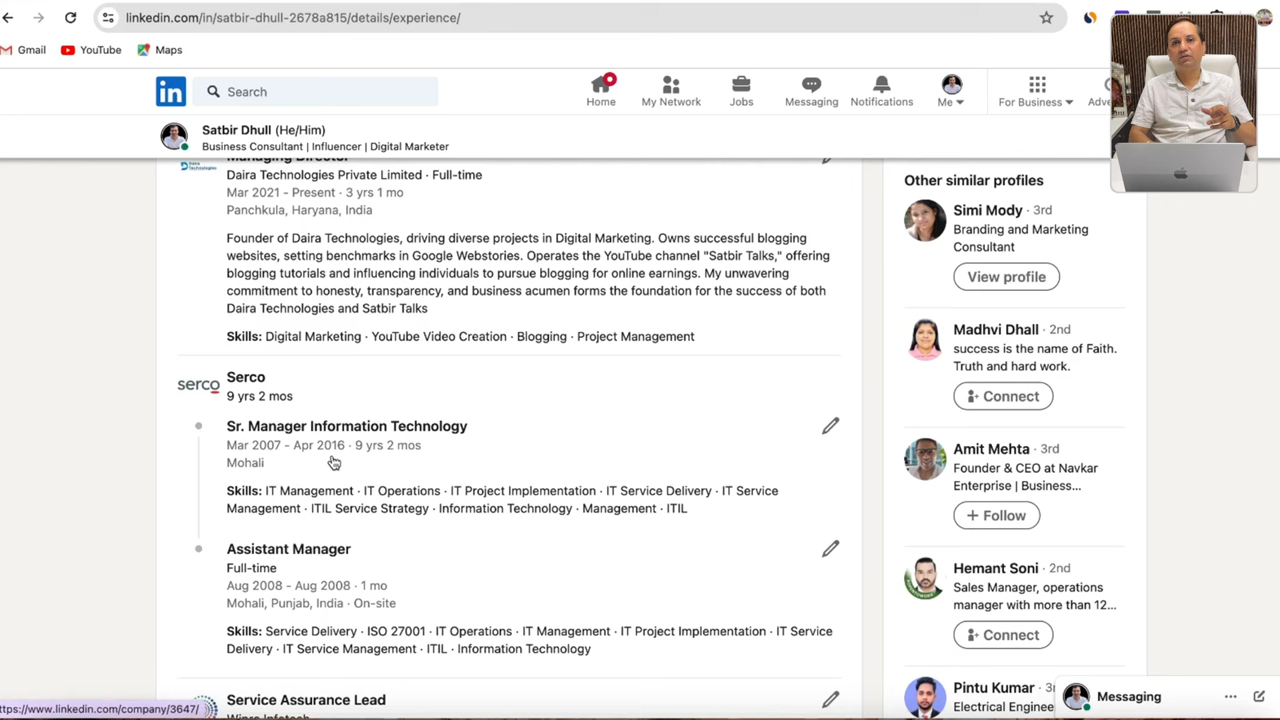 linkedin.com/in/satbir-dhull-2678a815/details/experience/
Gmail
YouTube
Maps
in
Search
Home
My Network
Jobs
Messaging
Notifications
Me
For Business
Satbir Dhull (He/Him)
Business Consultant | Influencer | Digital Marketer
Managing Director
Daira Technologies Private Limited · Full-time
Mar 2021 - Present · 3 yrs 1 mo
Panchkula, Haryana, India
Founder of Daira Technologies, driving diverse projects in Digital Marketing. Owns successful blogging
websites, setting benchmarks in Google Webstories. Operates the YouTube channel "Satbir Talks," offering
blogging tutorials and influencing individuals to pursue blogging for online earnings. My unwavering
commitment to honesty, transparency, and business acumen forms the foundation for the success of both
Daira Technologies and Satbir Talks
Skills: Digital Marketing · YouTube Video Creation · Blogging · Project Management
serco
Serco
9 yrs 2 mos
Sr. Manager Information Technology
Mar 2007 - Apr 2016 · 9 yrs 2 mos
Mohali
Skills: IT Management · IT Operations · IT Project Implementation · IT Service Delivery · IT Service
Management · ITIL Service Strategy · Information Technology · Management · ITIL
Assistant Manager
Full-time
Aug 2008 - Aug 2008 · 1 mo
Mohali, Punjab, India · On-site
Skills: Service Delivery · ISO 27001 · IT Operations · IT Management · IT Project Implementation · IT Service
Delivery · IT Service Management · ITIL · Information Technology
Service Assurance Lead
Wipro Infotech
Other similar profiles
Simi Mody · 3rd
Branding and Marketing
Consultant
View profile
Madhvi Dhall · 2nd
success is the name of Faith.
Truth and hard work.
Connect
Amit Mehta · 3rd
Founder & CEO at Navkar
Enterprise | Business...
Follow
Hemant Soni · 2nd
Sales Manager, operations
manager with more than 12...
Connect
Pintu Kumar · 3r
Electrical Engineer
Messaging
ttps://www.linkedin.com/company/3647/